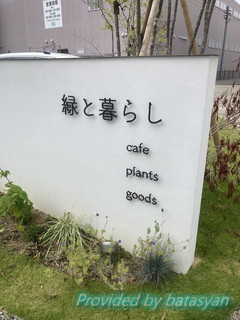 緑と暮らし
cafe
plants
goods
Provided by batasyan